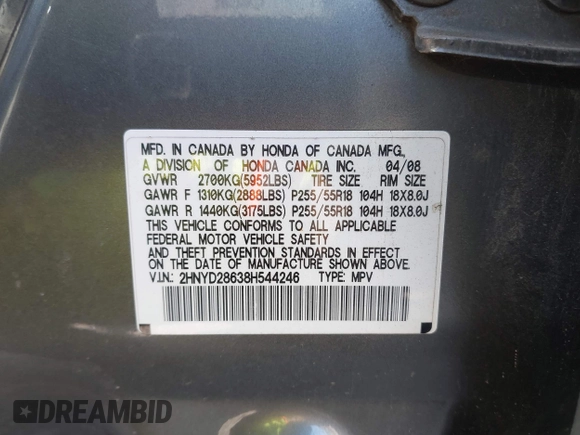 MFD. IN CANADA BY HONDA OF CANADA MFG.,
A DIVISION OF HONDA CANADA INC. 04/08
GVWR 2700KG(5952LBS) TIRE SIZE RIM SIZE
GAWR F 1310KG(2888LBS) P255/55R18 104H 18X8.0J
GAWR R 1440KG(3175LBS) P255/55R18 104H 18X8.0J
THIS VEHICLE CONFORMS TO ALL APPLICABLE
FEDERAL MOTOR VEHICLE SAFETY
AND THEFT PREVENTION STANDARDS IN EFFECT
ON THE DATE OF MANUFACTURE SHOWN ABOVE.
V.I.N.: 2HNYD28638H544246 TYPE: MPV
DREAMBID